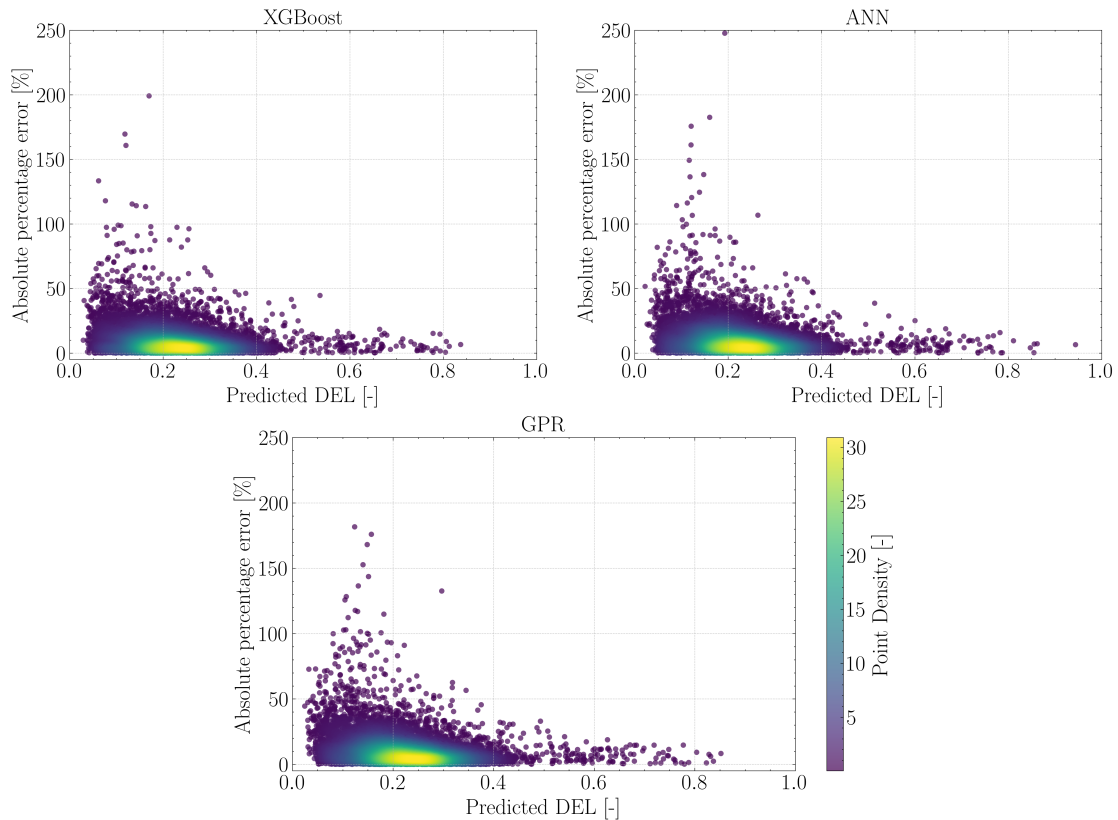 XGBoost
Absolute percentage error [%]
250
200
150
100
50
0
0.0 0.2 0.4 0.6 0.8 1.0
Predicted DEL [-]
ANN
Absolute percentage error [%]
250
200
150
100
50
0
0.0 0.2 0.4 0.6 0.8 1.0
Predicted DEL [-]
GPR
Absolute percentage error [%]
250
200
150
100
50
0
0.0 0.2 0.4 0.6 0.8 1.0
Predicted DEL [-]
30
25
20
15
10
5
Point Density [-]